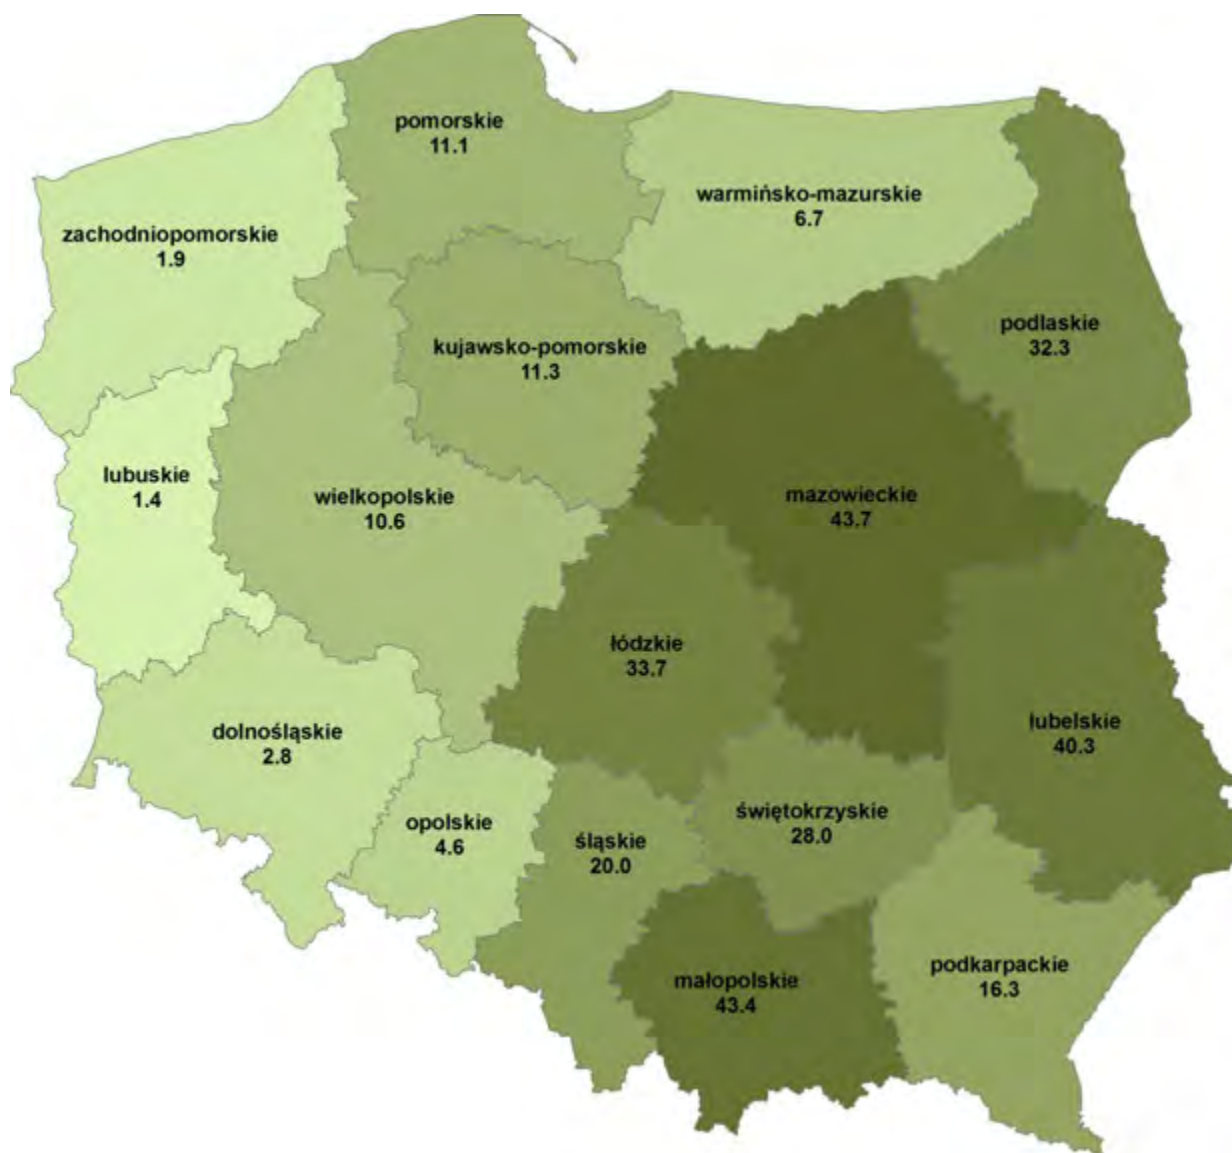 pomorskie
11.1
warmińsko-mazurskie
6.7
zachodniopomorskie
1.9
podlaskie
32.3
kujawsko-pomorskie
11.3
lubuskie
1.4
wielkopolskie
10.6
mazowieckie
43.7
łódzkie
33.7
lubelskie
40.3
dolnośląskie
2.8
opolskie
4.6
śląskie
20.0
świętokrzyskie
28.0
małopolskie
43.4
podkarpackie
16.3